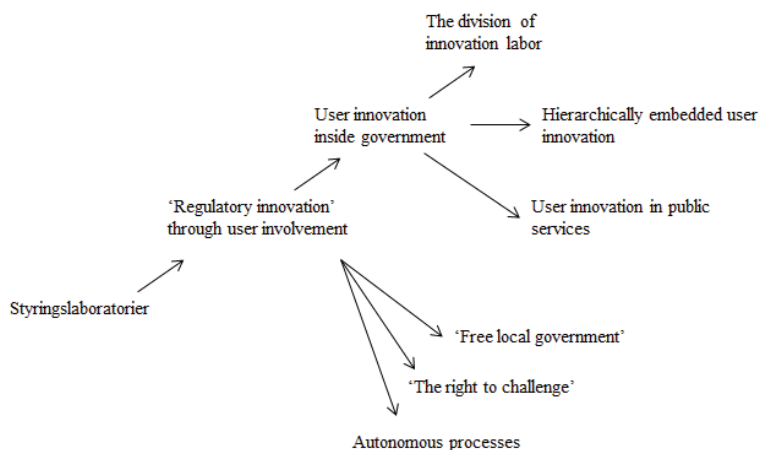 The division of
innovation labor
User innovation
inside government
Hierarchically embedded user
innovation
‘Regulatory innovation’
through user involvement
User innovation in public
services
Styringslaboratorier
‘Free local government’
‘The right to challenge’
Autonomous processes